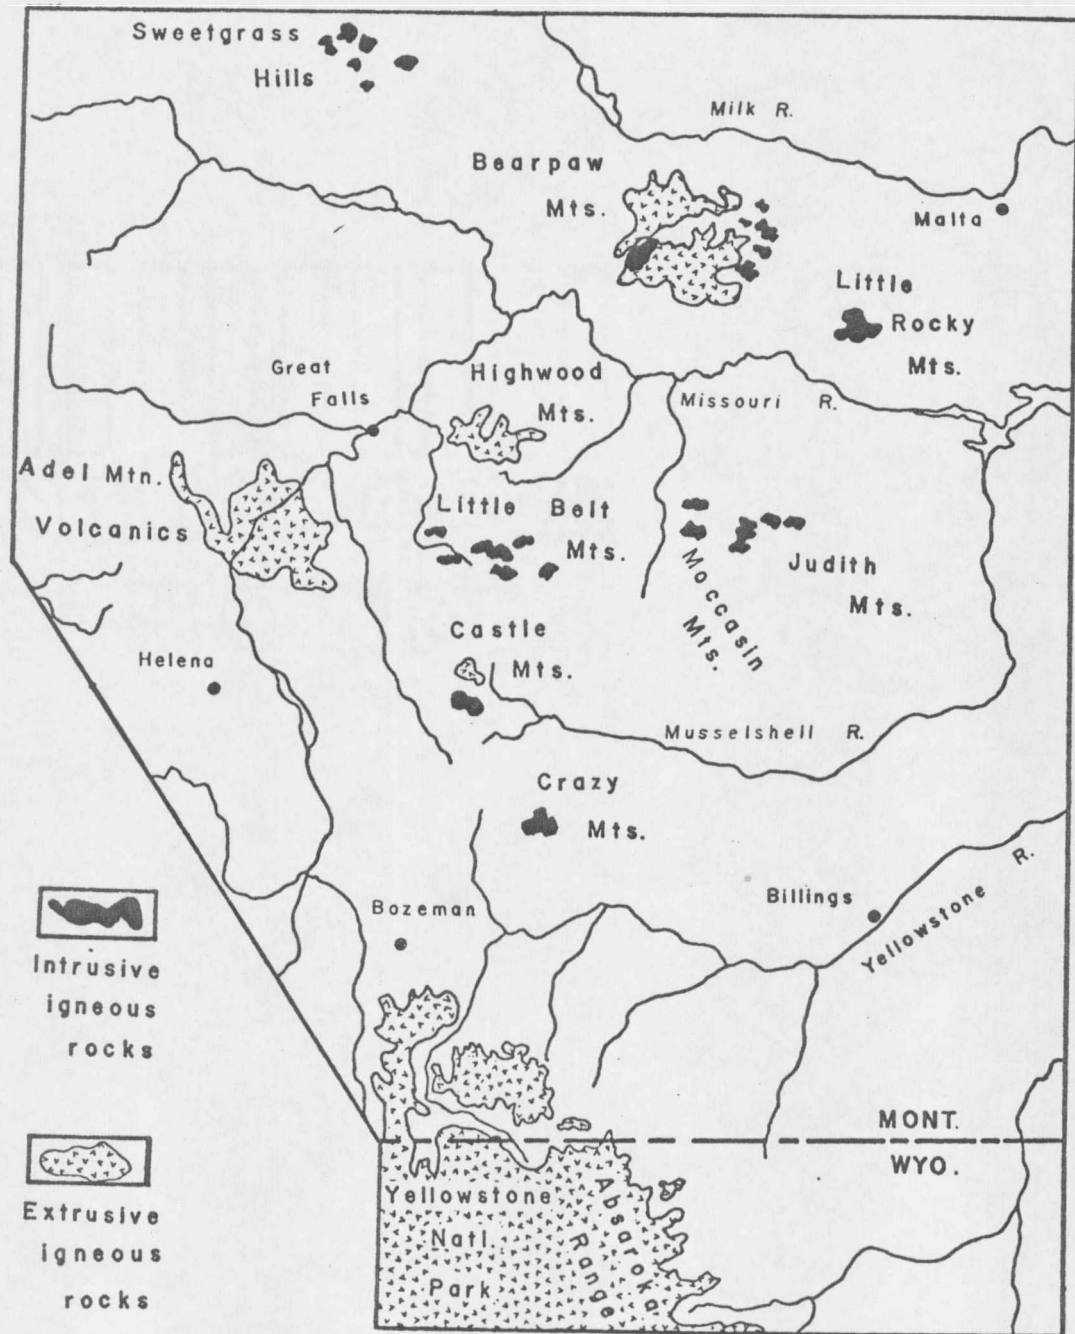 Sweetgrass
Hills
Milk R.
Bearpaw
Mts.
Malta
Little
Rocky
Mts.
Great
Falls
Highwood
Mts.
Missouri R.
Adel Mtn.
Volcanics
Little Belt
Mts.
Moccasin
Mts.
Judith
Mts.
Castle
Mts.
Helena
Musselshell R.
Crazy
Mts.
Billings
Yellowstone R.
Bozeman
Intrusive
igneous
rocks
MONT.
WYO.
Yellowstone
Natl.
Park
Absaroka
Range
Extrusive
igneous
rocks